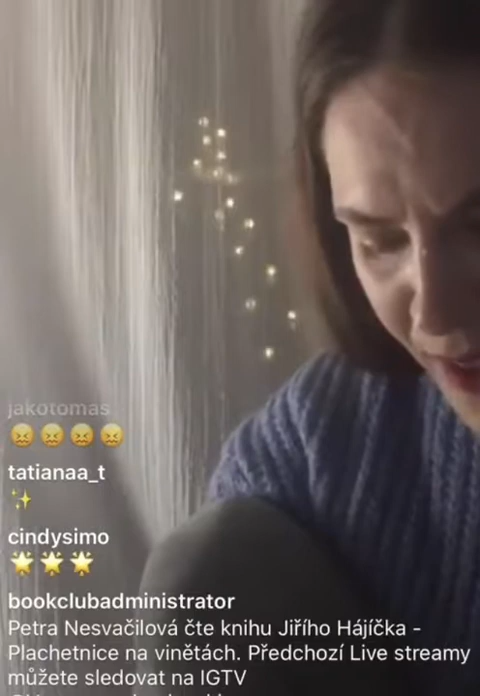 jakotomas
😖😖😖😖
tatianaa_t
✨
cindysimo
🌟🌟🌟
bookclubadministrator
Petra Nesvačilová čte knihu Jiřího Hájíčka -
Plachetnice na vinětách. Předchozí Live streamy
můžete sledovat na IGTV